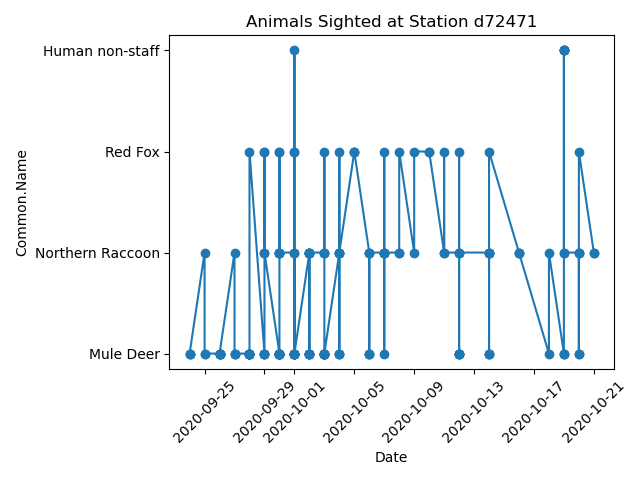 Animals Sighted at Station d72471
Human non-staff
Red Fox
Northern Raccoon
Mule Deer
Common.Name
2020-09-25
2020-09-29
2020-10-01
2020-10-05
2020-10-09
2020-10-13
2020-10-17
2020-10-21
Date